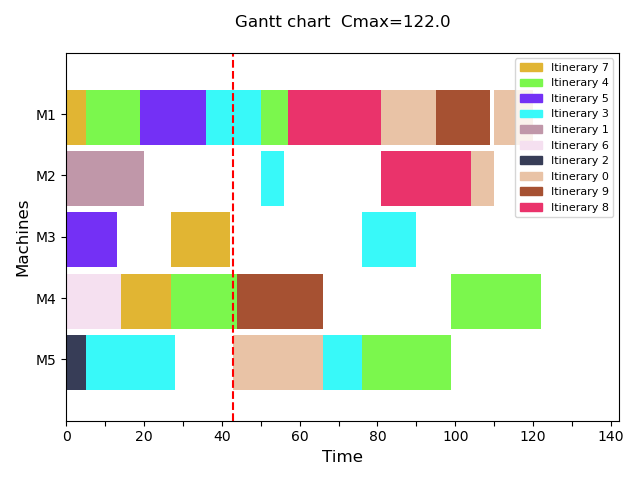 Gantt chart  Cmax=122.0
Itinerary 7
Itinerary 4
Itinerary 5
Itinerary 3
Itinerary 1
Itinerary 6
Itinerary 2
Itinerary 0
Itinerary 9
Itinerary 8
Machines
M1
M2
M3
M4
M5
0 20 40 60 80 100 120 140
Time